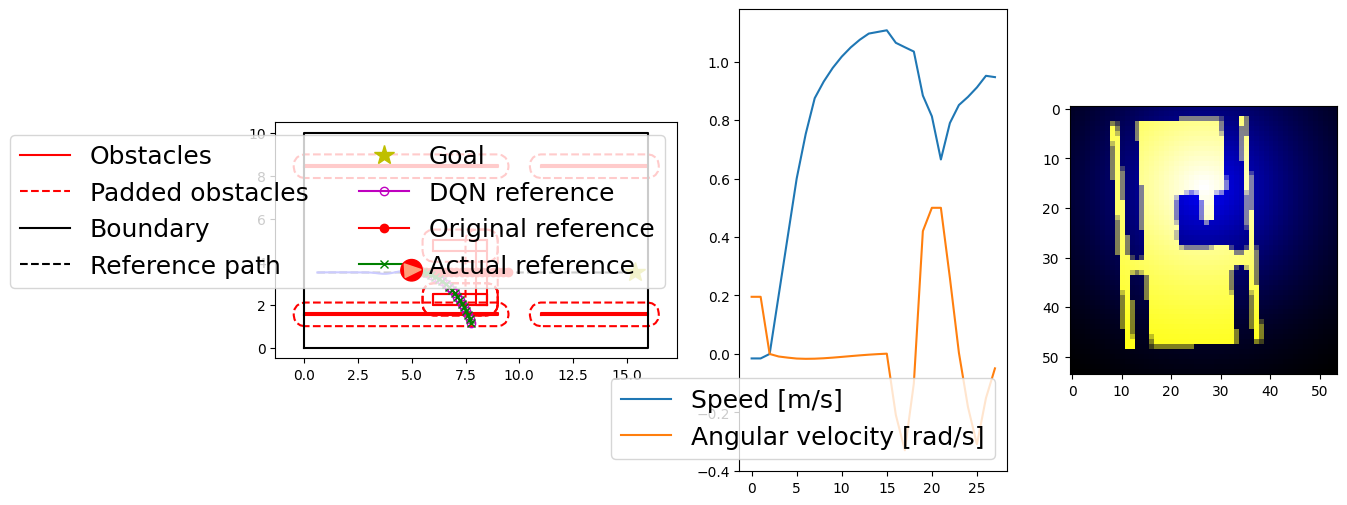 Obstacles
Padded obstacles
Boundary
Reference path
Goal
DQN reference
Original reference
Actual reference
10
8
6
4
2
0
0.0 2.5 5.0 7.5 10.0 12.5 15.0
1.0
0.8
0.6
0.4
0.2
0.0
−0.2
−0.4
0 5 10 15 20 25
Speed [m/s]
Angular velocity [rad/s]
0
10
20
30
40
50
0 10 20 30 40 50